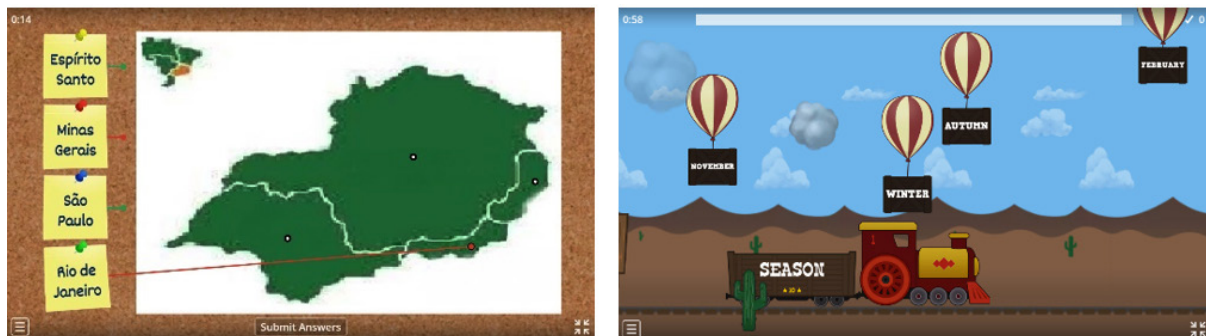 0:14
Espírito
Santo
Minas
Gerais
São
Paulo
Rio de
Janeiro
Submit Answers
0:58
✓ 0
FEBRUARY
AUTUMN
NOVEMBER
WINTER
SEASON